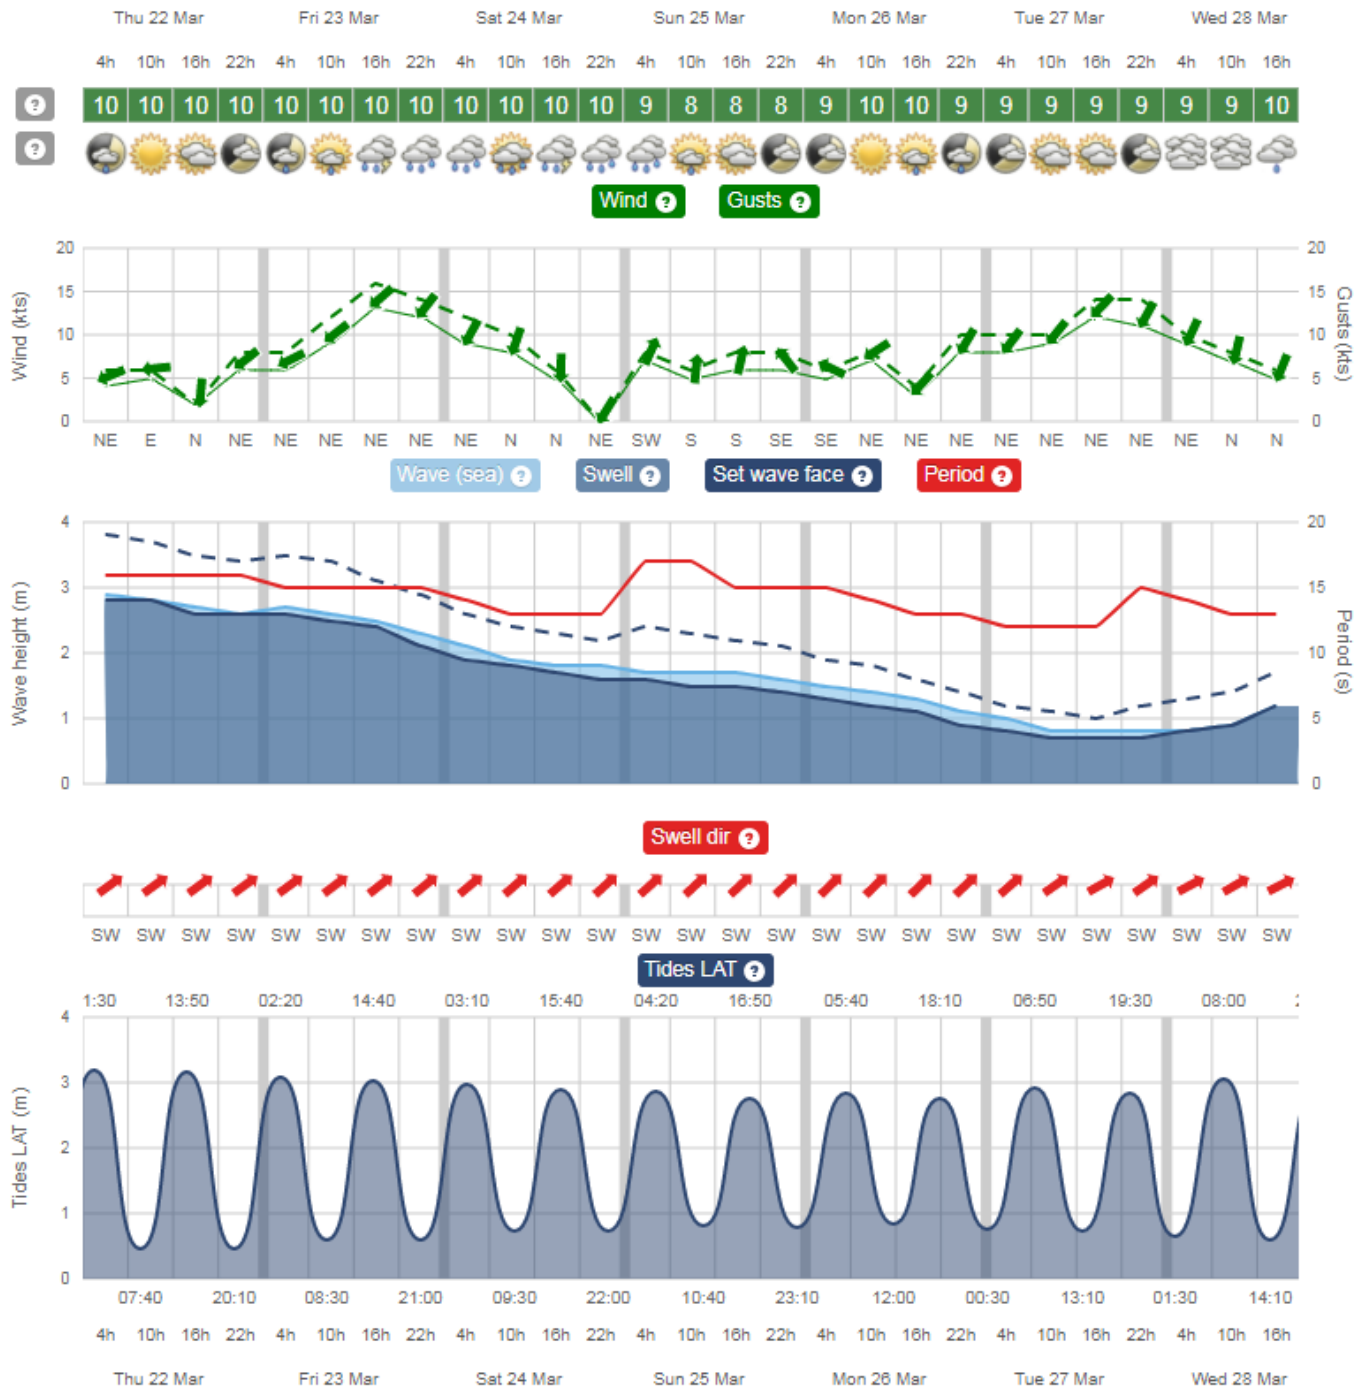 Thu 22 Mar Fri 23 Mar Sat 24 Mar Sun 25 Mar Mon 26 Mar Tue 27 Mar Wed 28 Mar
4h 10h 16h 22h 4h 10h 16h 22h 4h 10h 16h 22h 4h 10h 16h 22h 4h 10h 16h 22h 4h 10h 16h 22h 4h 10h 16h
? 10 10 10 10 10 10 10 10 10 10 10 10 9 8 8 8 9 10 10 9 9 9 9 9 9 9 10
?
Wind ? Gusts ?
20 20
15 15
10 10
5 5
0 0
Wind (kts)
Gusts (kts)
NE E N NE NE NE NE NE NE N N NE SW S S SE SE NE NE NE NE NE NE NE NE N N
Wave (sea) ? Swell ? Set wave face ? Period ?
4 20
3 15
2 10
1 5
0 0
Wave height (m)
Period (s)
Swell dir ?
SW SW SW SW SW SW SW SW SW SW SW SW SW SW SW SW SW SW SW SW SW SW SW SW SW SW SW
Tides LAT ?
1:30 13:50 02:20 14:40 03:10 15:40 04:20 16:50 05:40 18:10 06:50 19:30 08:00
4
3
2
1
0
Tides LAT (m)
07:40 20:10 08:30 21:00 09:30 22:00 10:40 23:10 12:00 00:30 13:10 01:30 14:10
4h 10h 16h 22h 4h 10h 16h 22h 4h 10h 16h 22h 4h 10h 16h 22h 4h 10h 16h 22h 4h 10h 16h 22h 4h 10h 16h
Thu 22 Mar Fri 23 Mar Sat 24 Mar Sun 25 Mar Mon 26 Mar Tue 27 Mar Wed 28 Mar